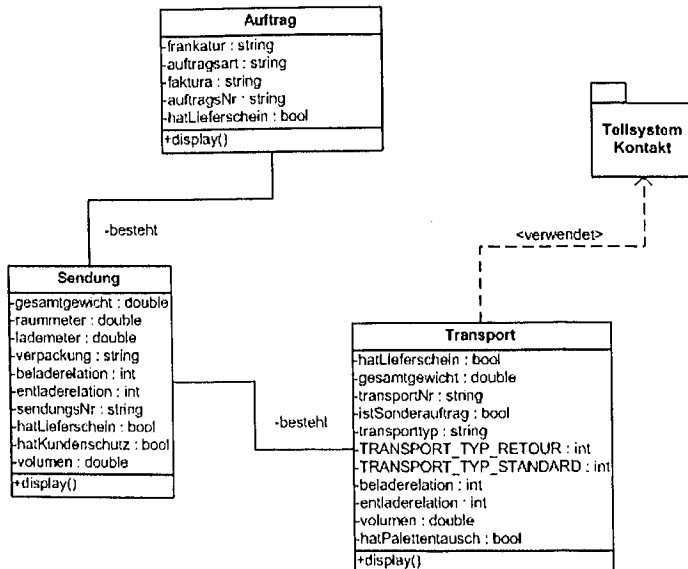 Auftrag
-frankatur : string
-auftragsart : string
-faktura : string
-auftragsNr : string
-hatLieferschein : bool
+display()
Teilsystem
Kontakt
<verwendet>
-besteht
Sendung
-gesamtgewicht : double
-raummeter : double
-lademeter : double
-verpackung : string
-beladerelation : int
-entladerelation : int
-sendungsNr : string
-hatLieferschein : bool
-hatKundenschutz : bool
-volumen : double
+display()
-besteht
Transport
-hatLieferschein : bool
-gesamtgewicht : double
-transportNr : string
-istSonderauftrag : bool
-transporttyp : string
-TRANSPORT_TYP_RETOUR : int
-TRANSPORT_TYP_STANDARD : int
-beladerelation : int
-entladerelation : int
-volumen : double
-hatPalettentausch : bool
+display()